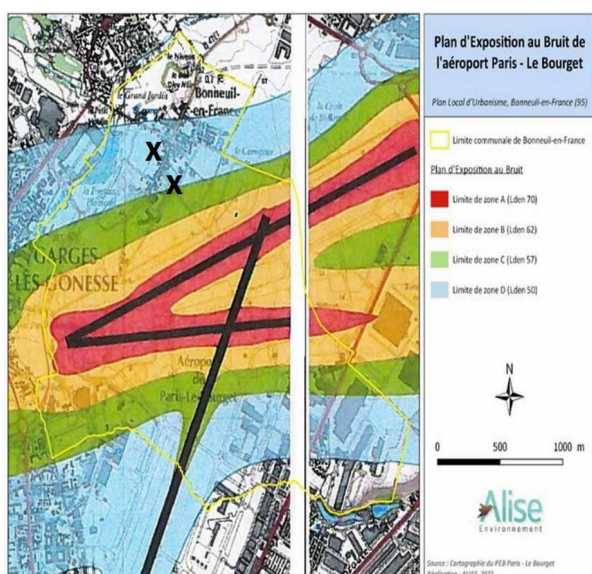 Plan d'Exposition au Bruit de
l'aéroport Paris - Le Bourget
Plan Local d'Urbanisme, Bonneuil-en-France (95)
Limite communale de Bonneuil-en-France
Plan d'Exposition au Bruit
Limite de zone A (Lden 70)
Limite de zone B (Lden 62)
Limite de zone C (Lden 57)
Limite de zone D (Lden 50)
N
0 500 1000 m
Alise
Environnement
Source : Cartographie du PEB Paris - Le Bourget
Bonneuil
en-France
X
X
GARGES
LÈS-GONESSE
Aéroport
de
Paris-Le Bourget